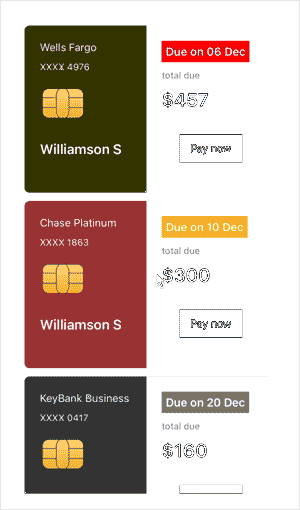 Wells Fargo
XXXX 4976
Williamson S
Due on 06 Dec
total due
$457
Pay now
Chase Platinum
XXXX 1863
Williamson S
Due on 10 Dec
total due
$300
Pay now
KeyBank Business
XXXX 0417
Due on 20 Dec
total due
$160